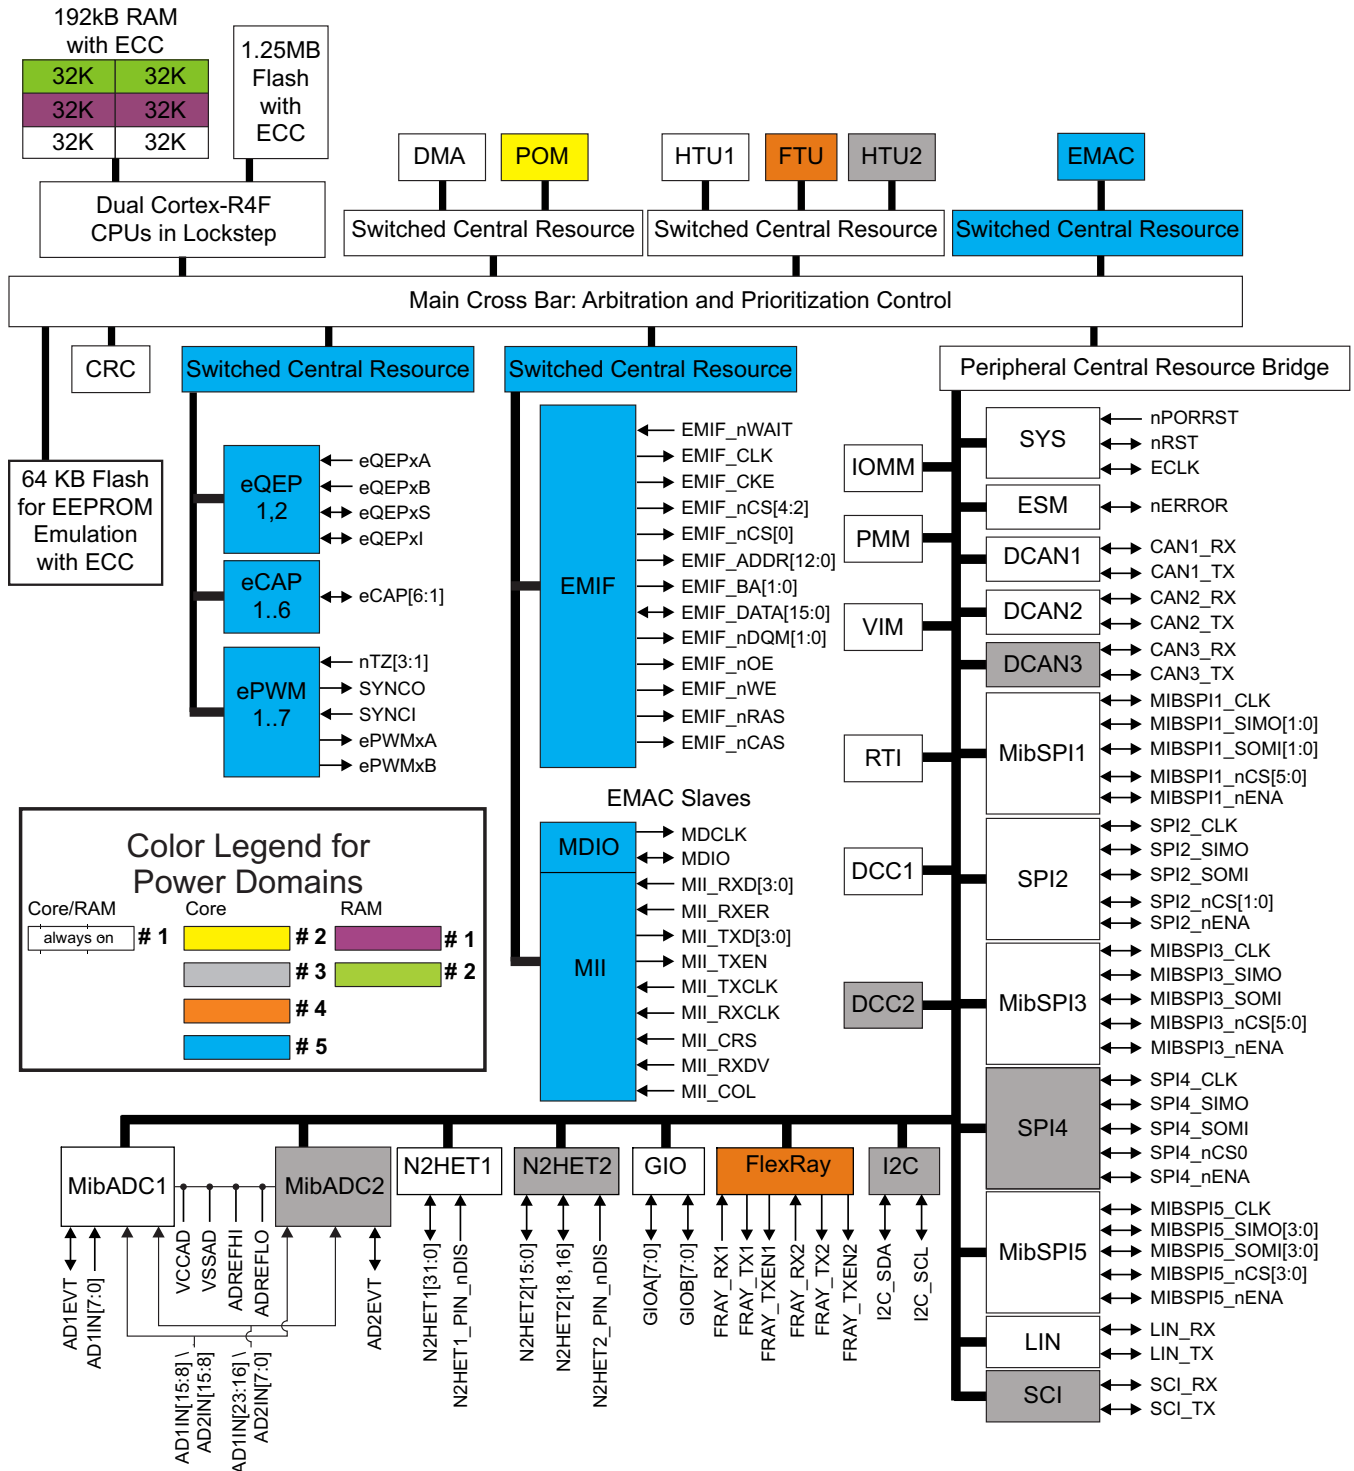 192kB RAM
with ECC
32K 32K
32K 32K
32K 32K
1.25MB
Flash
with
ECC
DMA
POM
HTU1
FTU
HTU2
EMAC
Dual Cortex-R4F
CPUs in Lockstep
Switched Central Resource
Switched Central Resource
Switched Central Resource
Main Cross Bar: Arbitration and Prioritization Control
CRC
Switched Central Resource
Switched Central Resource
Peripheral Central Resource Bridge
64 KB Flash
for EEPROM
Emulation
with ECC
eQEP
1,2
eQEPxA
eQEPxB
eQEPxS
eQEPxI
eCAP
1..6
eCAP[6:1]
ePWM
1..7
nTZ[3:1]
SYNCO
SYNCI
ePWMxA
ePWMxB
EMIF
EMIF_nWAIT
EMIF_CLK
EMIF_CKE
EMIF_nCS[4:2]
EMIF_nCS[0]
EMIF_ADDR[12:0]
EMIF_BA[1:0]
EMIF_DATA[15:0]
EMIF_nDQM[1:0]
EMIF_nOE
EMIF_nWE
EMIF_nRAS
EMIF_nCAS
EMAC Slaves
MDIO
MDCLK
MDIO
MII
MII_RXD[3:0]
MII_RXER
MII_TXD[3:0]
MII_TXEN
MII_TXCLK
MII_RXCLK
MII_CRS
MII_RXDV
MII_COL
IOMM
PMM
VIM
RTI
DCC1
DCC2
SYS
nPORRST
nRST
ECLK
ESM
nERROR
DCAN1
CAN1_RX
CAN1_TX
DCAN2
CAN2_RX
CAN2_TX
DCAN3
CAN3_RX
CAN3_TX
MibSPI1
MIBSPI1_CLK
MIBSPI1_SIMO[1:0]
MIBSPI1_SOMI[1:0]
MIBSPI1_nCS[5:0]
MIBSPI1_nENA
SPI2
SPI2_CLK
SPI2_SIMO
SPI2_SOMI
SPI2_nCS[1:0]
SPI2_nENA
MibSPI3
MIBSPI3_CLK
MIBSPI3_SIMO
MIBSPI3_SOMI
MIBSPI3_nCS[5:0]
MIBSPI3_nENA
SPI4
SPI4_CLK
SPI4_SIMO
SPI4_SOMI
SPI4_nCS0
SPI4_nENA
MibSPI5
MIBSPI5_CLK
MIBSPI5_SIMO[3:0]
MIBSPI5_SOMI[3:0]
MIBSPI5_nCS[3:0]
MIBSPI5_nENA
LIN
LIN_RX
LIN_TX
SCI
SCI_RX
SCI_TX
Color Legend for
Power Domains
Core/RAM
Core
RAM
always on
# 1
# 2
# 1
# 3
# 2
# 4
# 5
MibADC1
MibADC2
N2HET1
N2HET2
GIO
FlexRay
I2C
AD1EVT
AD1IN[7:0]
VCCAD
VSSAD
ADREFHI
ADREFLO
AD2EVT
AD1IN[15:8] \
AD2IN[15:8]
AD1IN[23:16] \
AD2IN[7:0]
N2HET1[31:0]
N2HET1_PIN_nDIS
N2HET2[15:0]
N2HET2[18,16]
N2HET2_PIN_nDIS
GIOA[7:0]
GIOB[7:0]
FRAY_RX1
FRAY_TX1
FRAY_TXEN1
FRAY_RX2
FRAY_TX2
FRAY_TXEN2
I2C_SDA
I2C_SCL